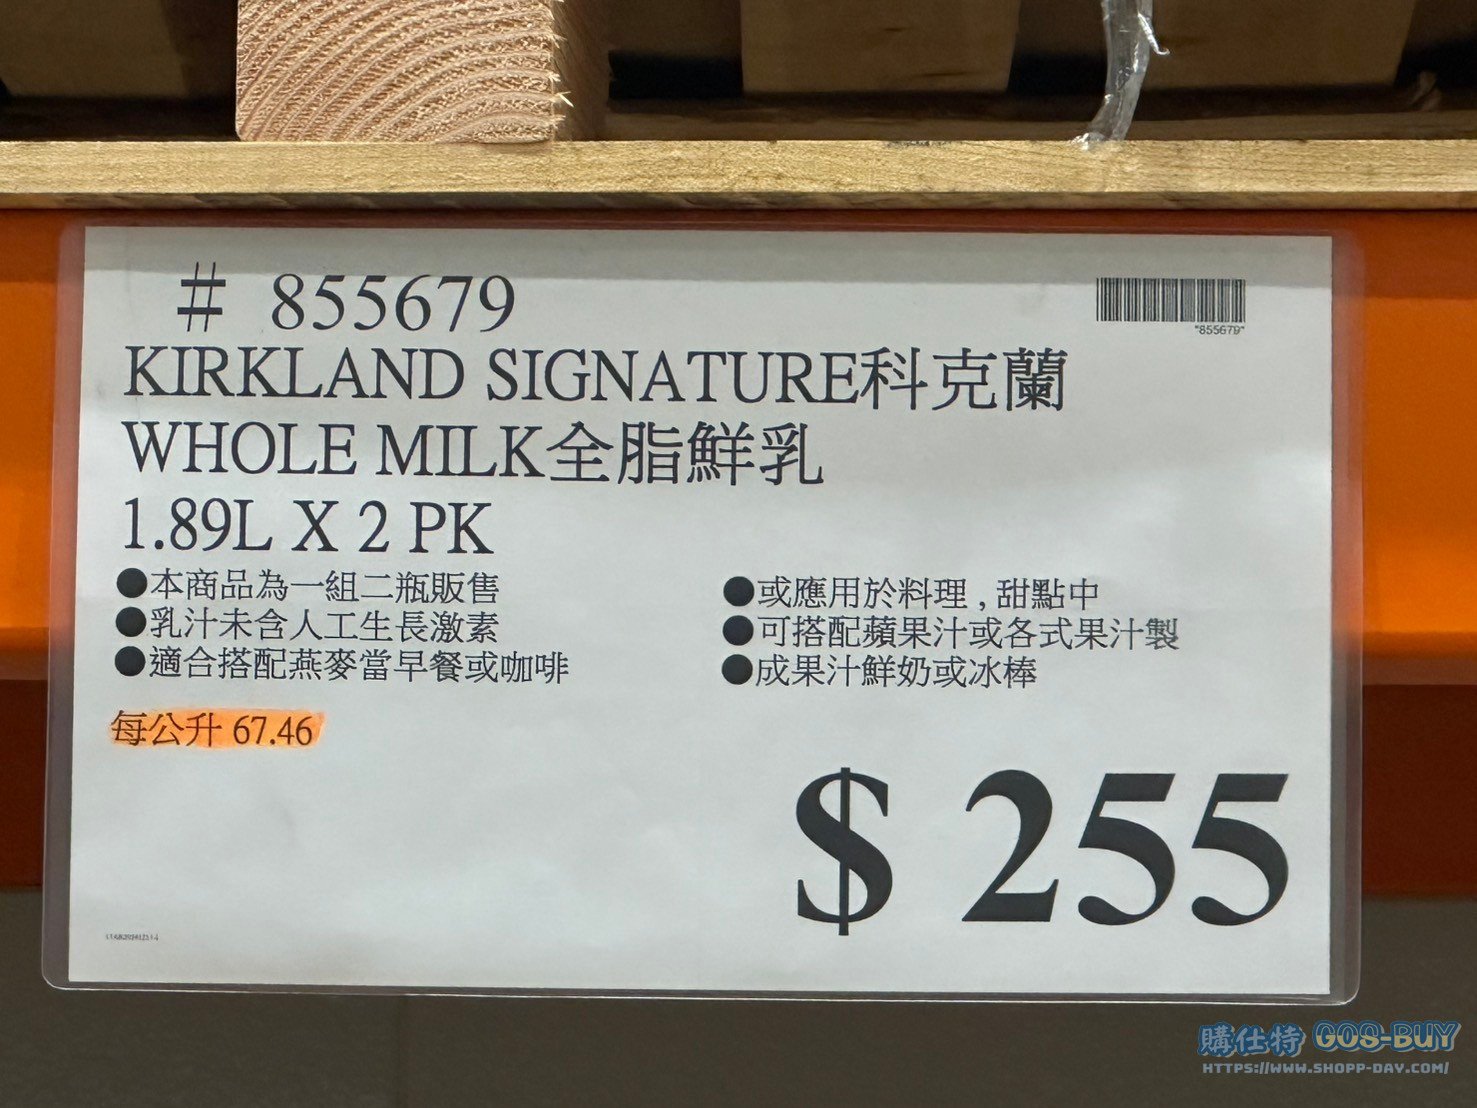 # 855679
"855679"
KIRKLAND SIGNATURE科克蘭
WHOLE MILK全脂鮮乳
1.89L X 2 PK
●本商品為一組二瓶販售
●乳汁未含人工生長激素
●適合搭配燕麥當早餐或咖啡
●或應用於料理,甜點中
●可搭配蘋果汁或各式果汁製
●成果汁鮮奶或冰棒
每公升 67.46
$ 255
購仕特 GOS-BUY
HTTPS://WWW.SHOPP-DAY.COM/